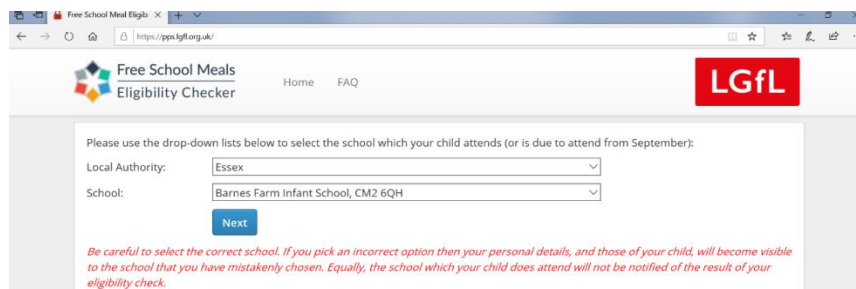 Free School Meal Eligib
https://pps.lgfl.org.uk/
Free School Meals
Eligibility Checker
Home FAQ
LGfL
Please use the drop-down lists below to select the school which your child attends (or is due to attend from September):
Local Authority: Essex
School: Barnes Farm Infant School, CM2 6QH
Next
Be careful to select the correct school. If you pick an incorrect option then your personal details, and those of your child, will become visible
to the school that you have mistakenly chosen. Equally, the school which your child does attend will not be notified of the result of your
eligibility check.